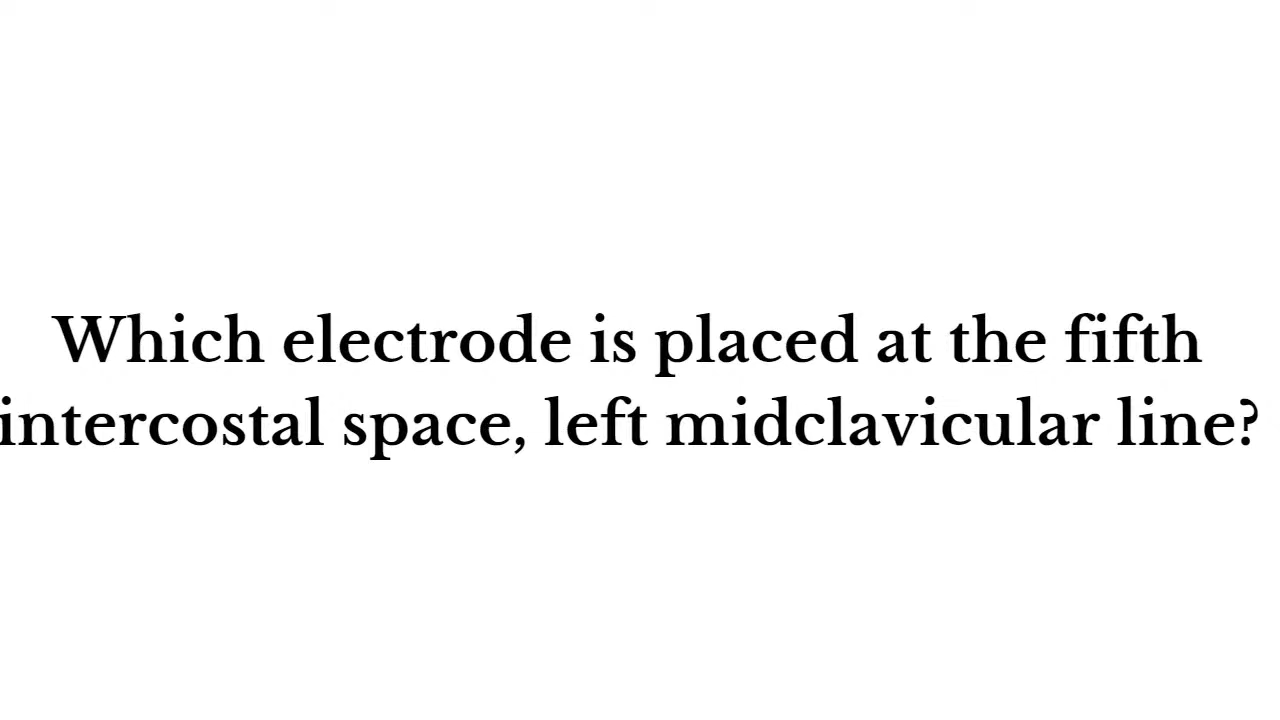 Which electrode is placed at the fifth
intercostal space, left midclavicular line?